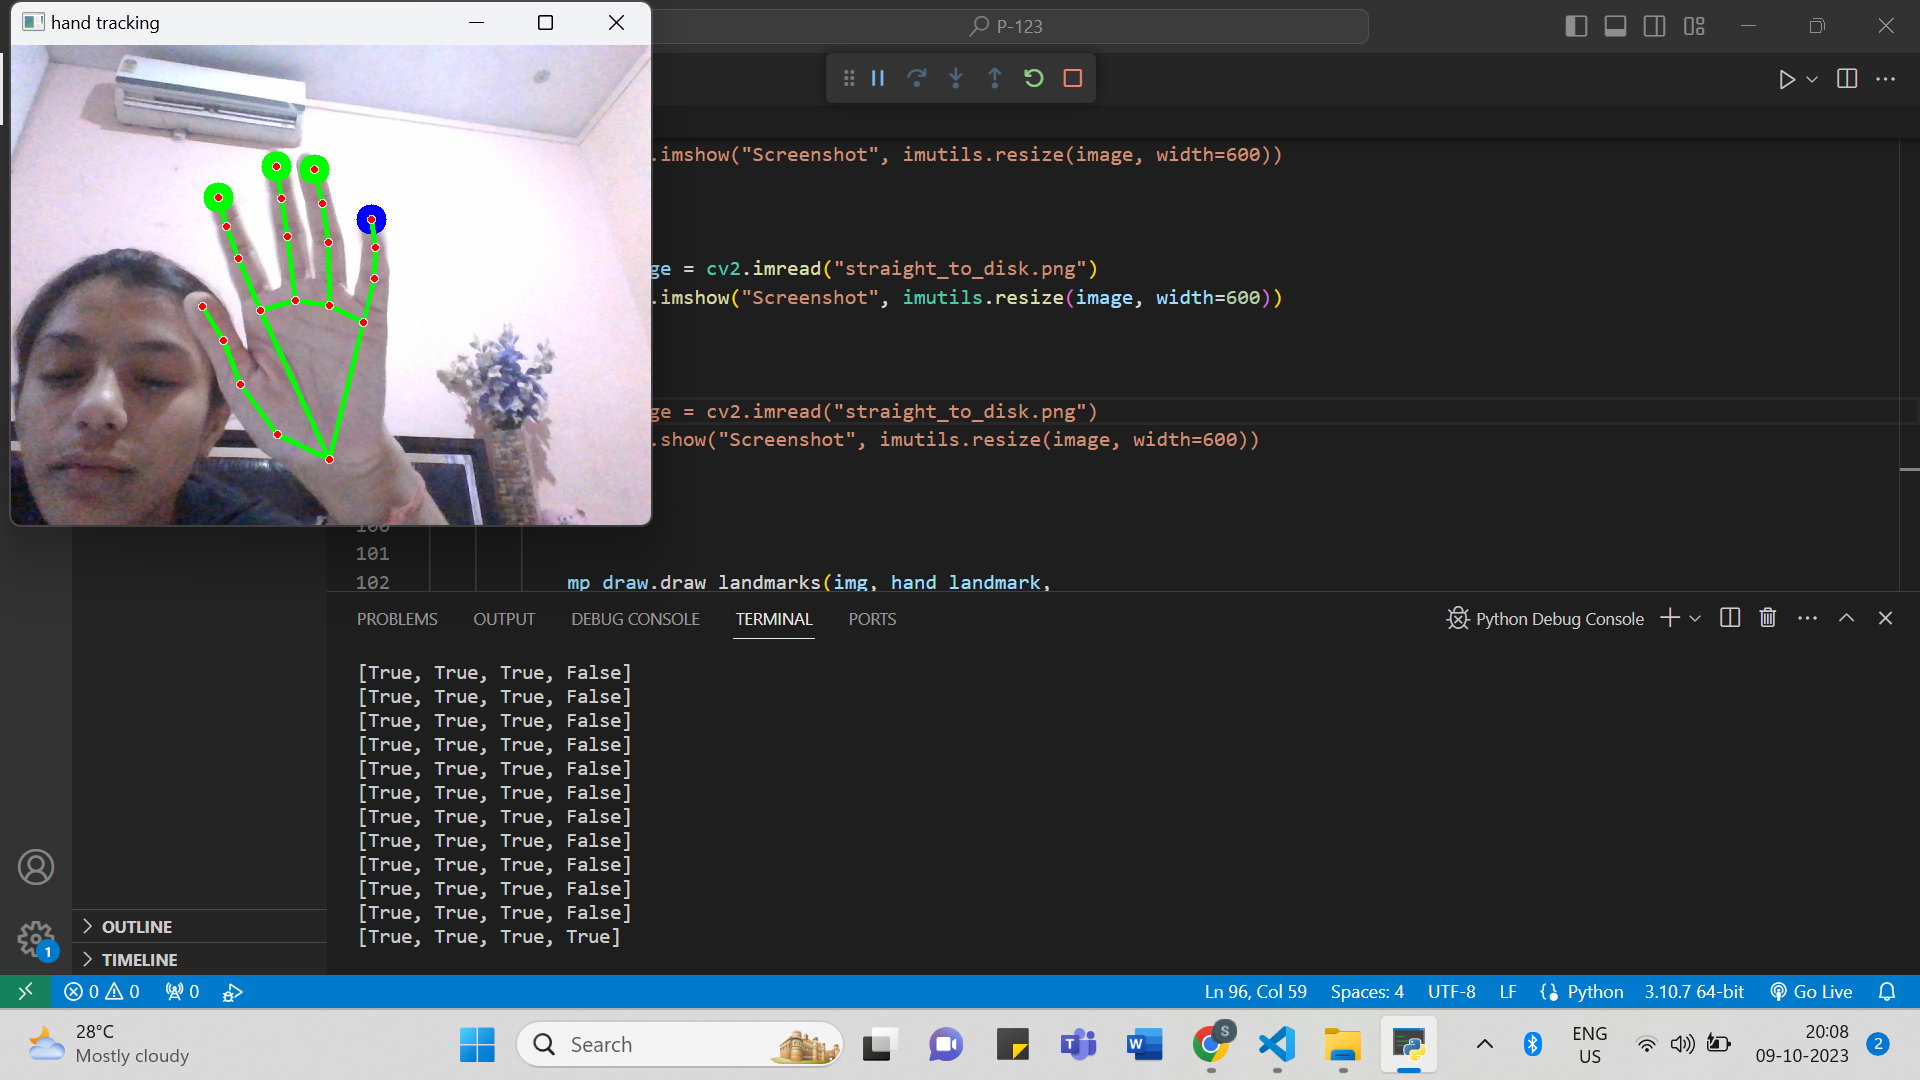 hand tracking
P-123
.imshow("Screenshot", imutils.resize(image, width=600))
ge = cv2.imread("straight_to_disk.png")
.imshow("Screenshot", imutils.resize(image, width=600))
ge = cv2.imread("straight_to_disk.png")
.show("Screenshot", imutils.resize(image, width=600))
100
101
102 mp_draw.draw_landmarks(img, hand_landmark,
PROBLEMS OUTPUT DEBUG CONSOLE TERMINAL PORTS Python Debug Console
[True, True, True, False]
[True, True, True, False]
[True, True, True, False]
[True, True, True, False]
[True, True, True, False]
[True, True, True, False]
[True, True, True, False]
[True, True, True, False]
[True, True, True, False]
[True, True, True, False]
[True, True, True, False]
[True, True, True, True]
OUTLINE
1
TIMELINE
0 0 0 Ln 96, Col 59 Spaces: 4 UTF-8 LF Python 3.10.7 64-bit Go Live
28°C
Mostly cloudy
Search
S
ENG
US
20:08
09-10-2023
2